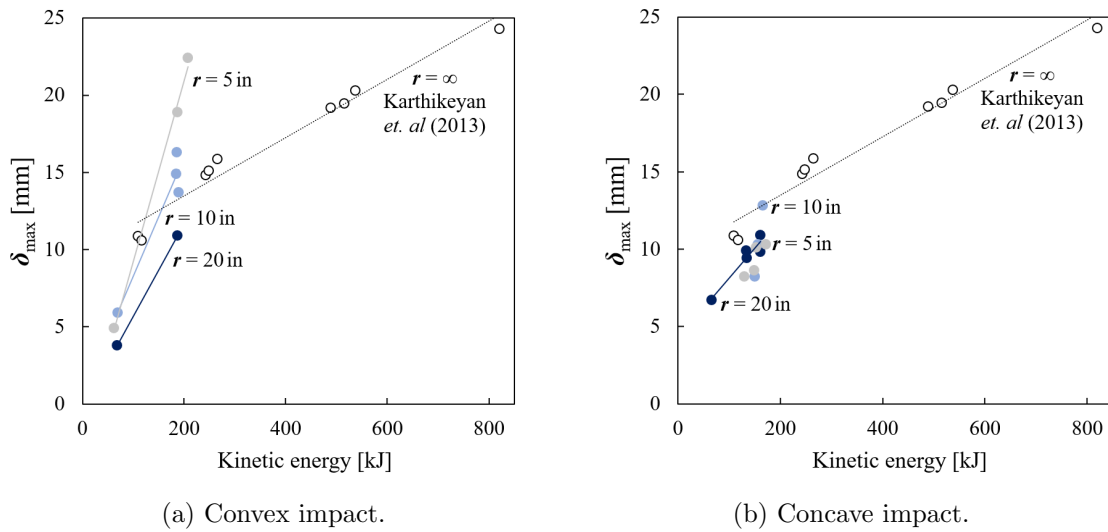 25
20
15
10
5
0
δmax [mm]
r = 5 in
r = ∞
Karthikeyan
et. al (2013)
r = 10 in
r = 20 in
0 200 400 600 800
Kinetic energy [kJ]
(a) Convex impact.
25
20
15
10
5
0
δmax [mm]
r = ∞
Karthikeyan
et. al (2013)
r = 10 in
r = 5 in
r = 20 in
0 200 400 600 800
Kinetic energy [kJ]
(b) Concave impact.